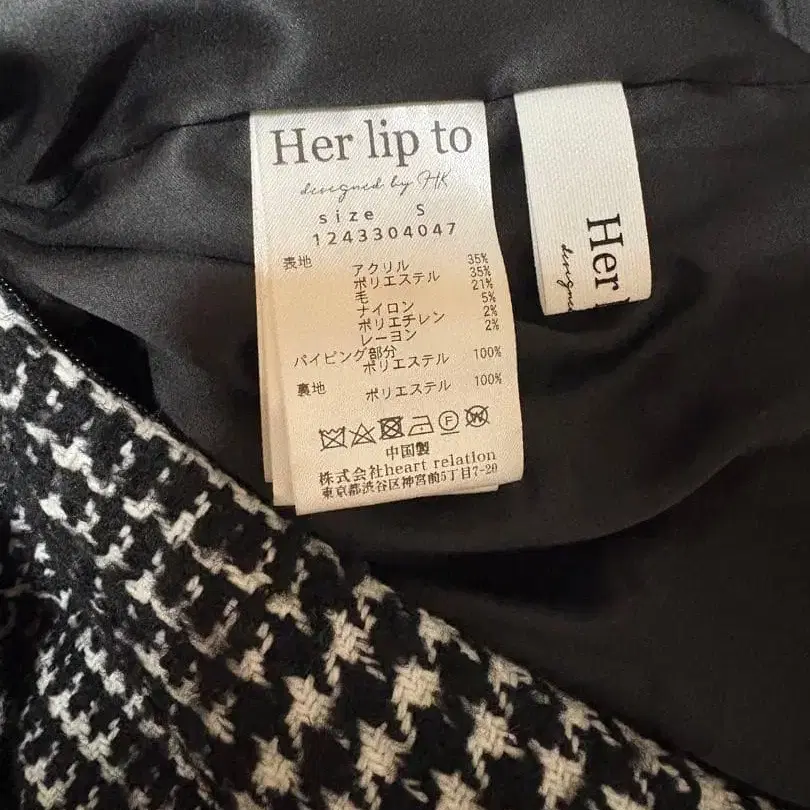 Her lip to
designed by HK
size S
1243304047
表地
アクリル 35%
ポリエステル 35%
毛 21%
ナイロン 5%
ポリエチレン 2%
レーヨン 2%
パイピング部分
ポリエステル 100%
裏地
ポリエステル 100%
中国製
株式会社heart relation
東京都渋谷区神宮前5丁目7-20
Her